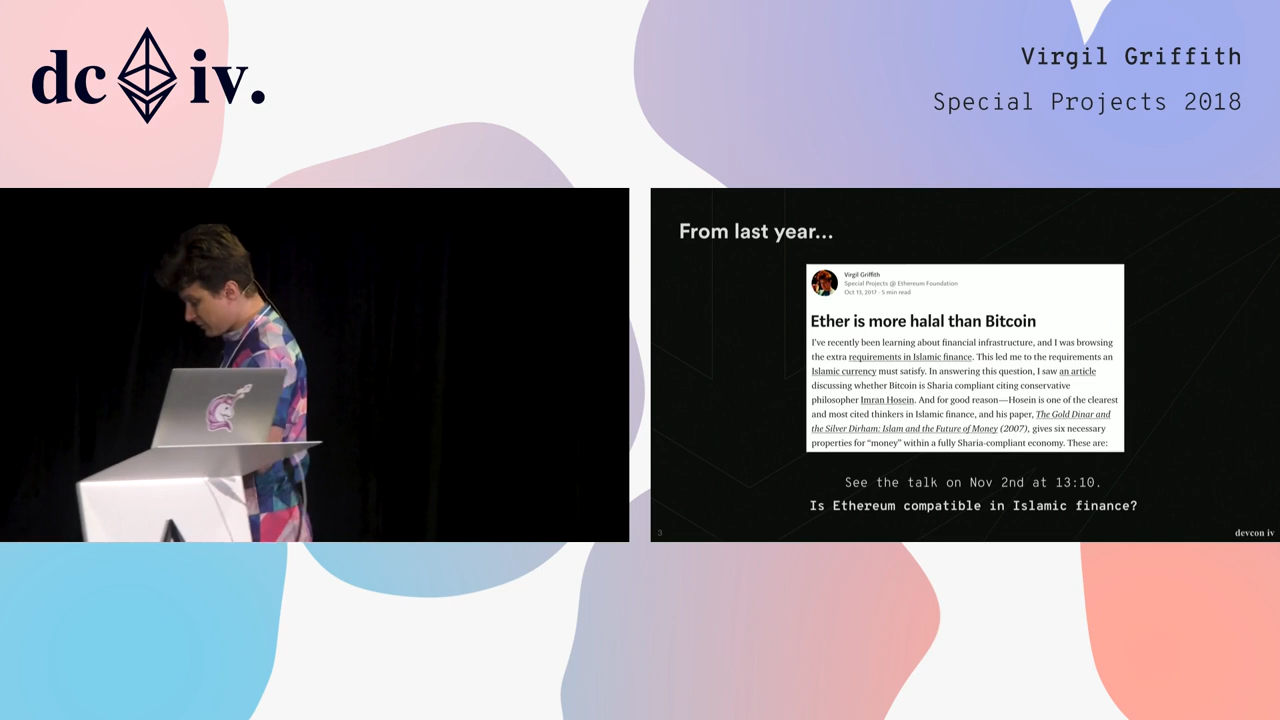 dc iv.
Virgil Griffith
Special Projects 2018
From last year...
Virgil Griffith
Special Projects @ Ethereum Foundation
Oct 13, 2017 · 5 min read
Ether is more halal than Bitcoin
I've recently been learning about financial infrastructure, and I was browsing
the extra requirements in Islamic finance. This led me to the requirements an
Islamic currency must satisfy. In answering this question, I saw an article
discussing whether Bitcoin is Sharia compliant citing conservative
philosopher Imran Hosein. And for good reason—Hosein is one of the clearest
and most cited thinkers in Islamic finance, and his paper, The Gold Dinar and
the Silver Dirham: Islam and the Future of Money (2007), gives six necessary
properties for "money" within a fully Sharia-compliant economy. These are:
See the talk on Nov 2nd at 13:10.
Is Ethereum compatible in Islamic finance?
3
devcon iv